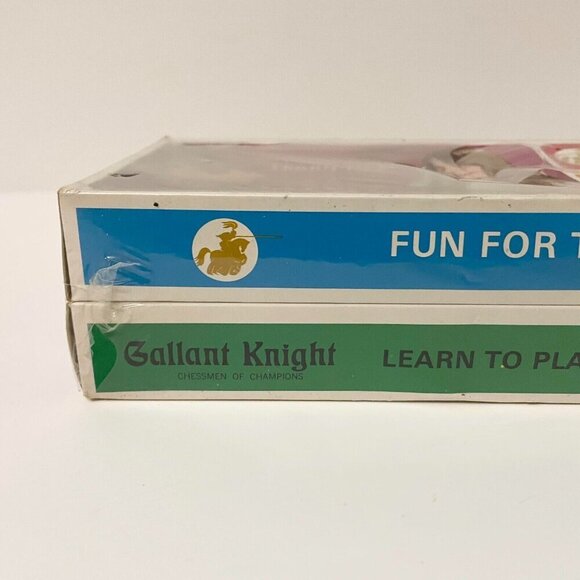 FUN FOR T
Gallant Knight
CHESSMEN OF CHAMPIONS
LEARN TO PLA